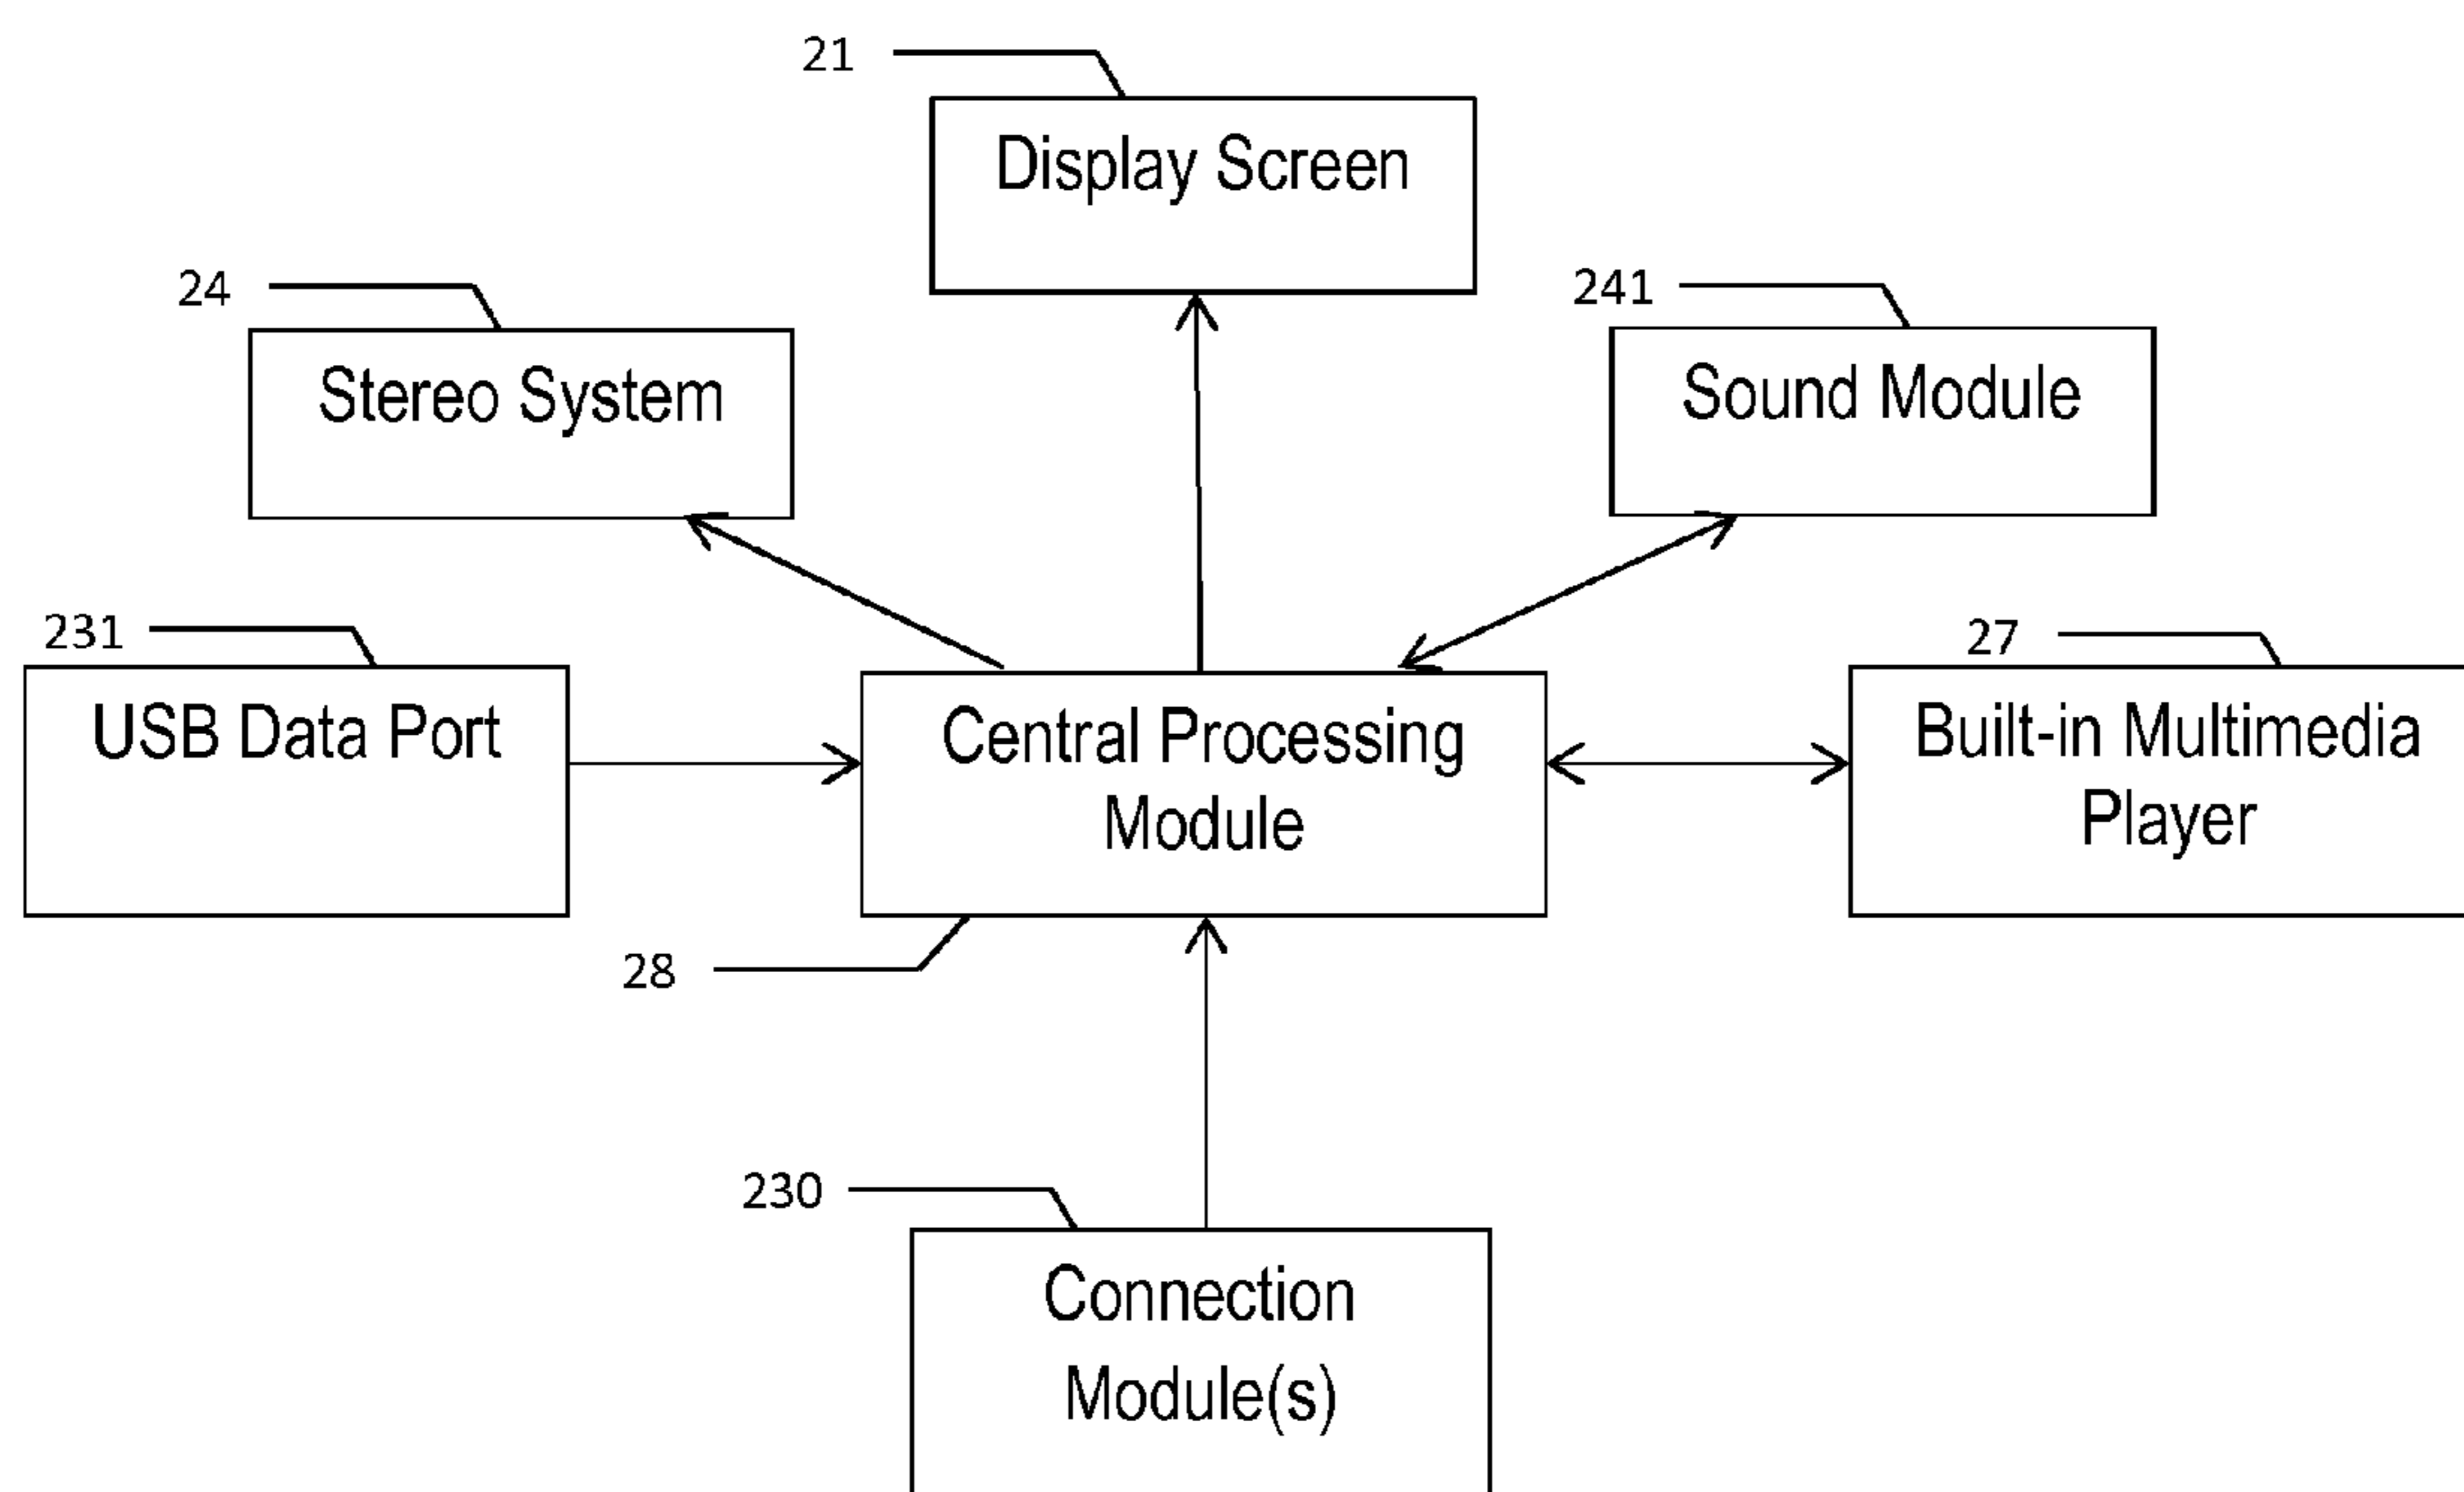 21
Display Screen
24
Stereo System
241
Sound Module
231
USB Data Port
Central Processing
Module
27
Built-in Multimedia
Player
28
230
Connection
Module(s)